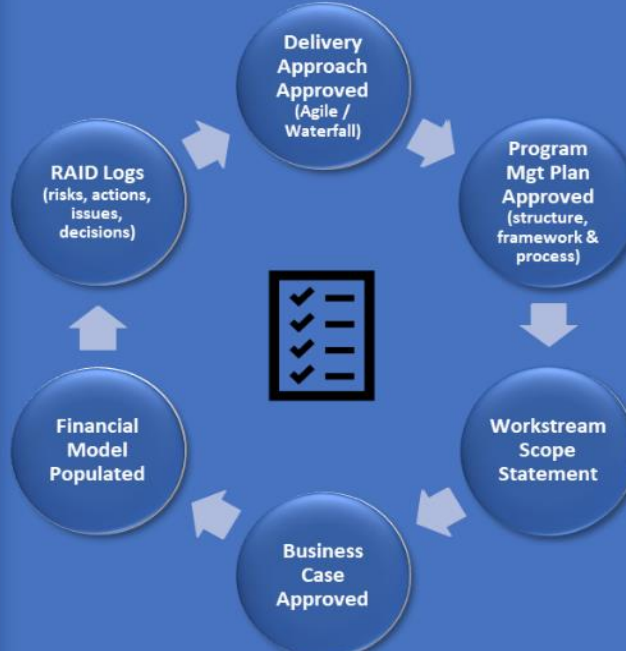 Delivery
Approach
Approved
(Agile /
Waterfall)
Program
Mgt Plan
Approved
(structure,
framework &
process)
Workstream
Scope
Statement
Business
Case
Approved
Financial
Model
Populated
RAID Logs
(risks, actions,
issues,
decisions)